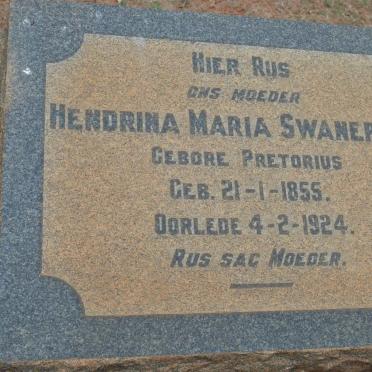 HIER RUS
ONS MOEDER
HENDRINA MARIA SWANEP
GEBORE PRETORIUS
GEB. 21-1-1855.
OORLEDE 4-2-1924.
RUS SAG MOEDER.